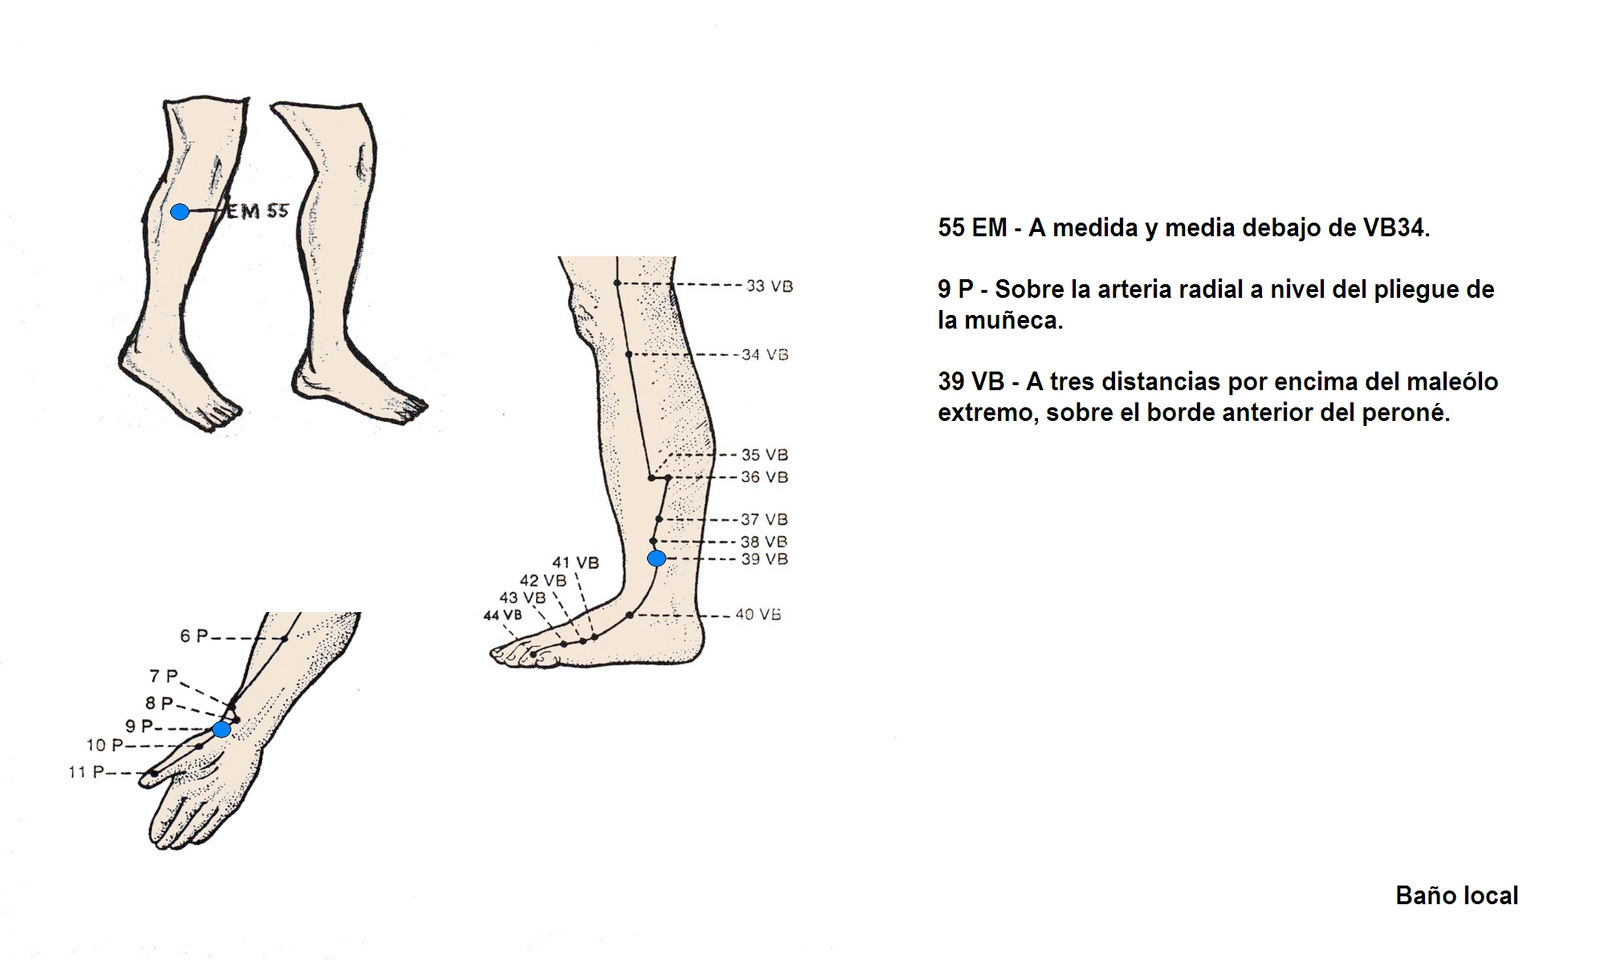 EM 55
55 EM - A medida y media debajo de VB34.
9 P - Sobre la arteria radial a nivel del pliegue de
la muñeca.
39 VB - A tres distancias por encima del maleólo
extremo, sobre el borde anterior del peroné.
33 VB
34 VB
35 VB
36 VB
37 VB
38 VB
39 VB
41 VB
42 VB
43 VB
44 VB
40 VB
6 P
7 P
8 P
9 P
10 P
11 P
Baño local